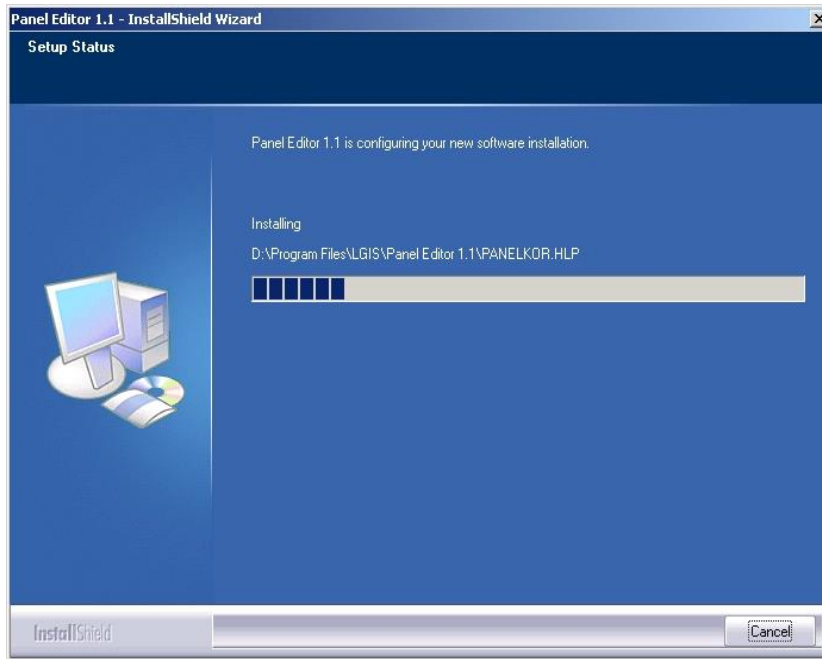 Panel Editor 1.1 - InstallShield Wizard
Setup Status
Panel Editor 1.1 is configuring your new software installation.
Installing
D:\Program Files\LGIS\Panel Editor 1.1\PANELKOR.HLP
InstallShield
Cancel